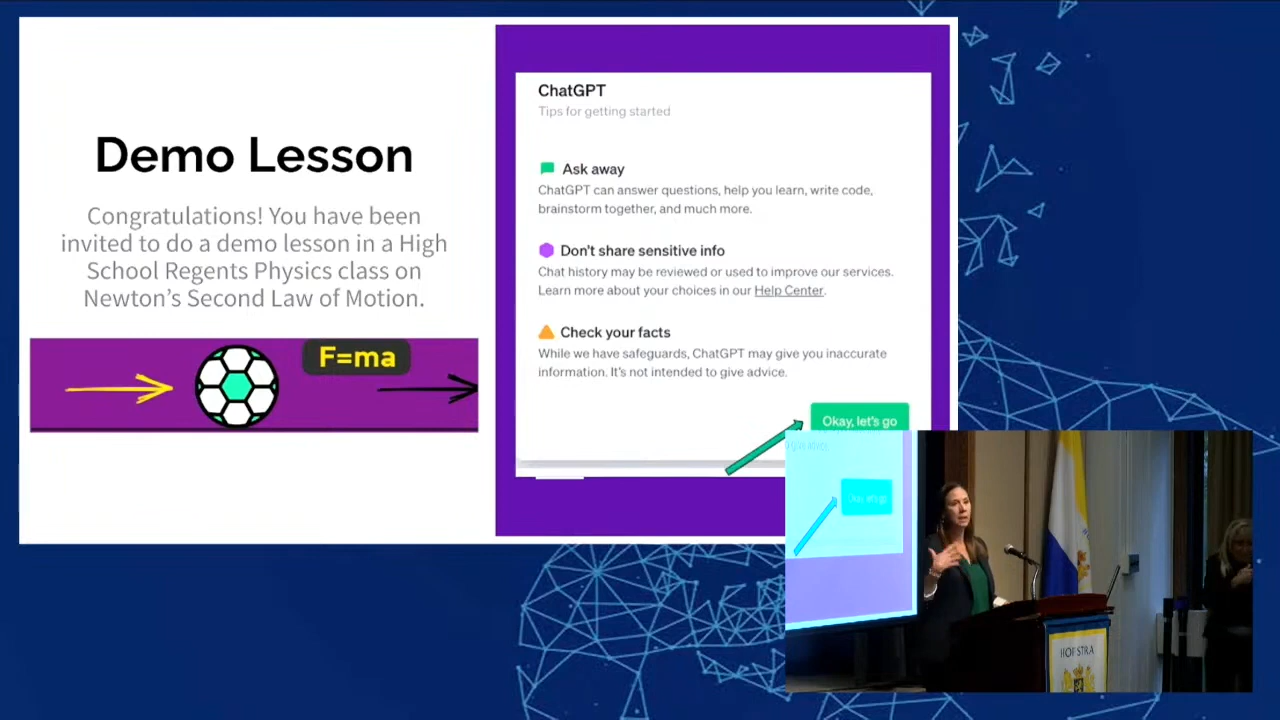 Demo Lesson
Congratulations! You have been
invited to do a demo lesson in a High
School Regents Physics class on
Newton's Second Law of Motion.
F=ma
ChatGPT
Tips for getting started
Ask away
ChatGPT can answer questions, help you learn, write code,
brainstorm together, and much more.
Don't share sensitive info
Chat history may be reviewed or used to improve our services.
Learn more about your choices in our Help Center.
Check your facts
While we have safeguards, ChatGPT may give you inaccurate
information. It's not intended to give advice.
Okay, let's go
HOFSTRA